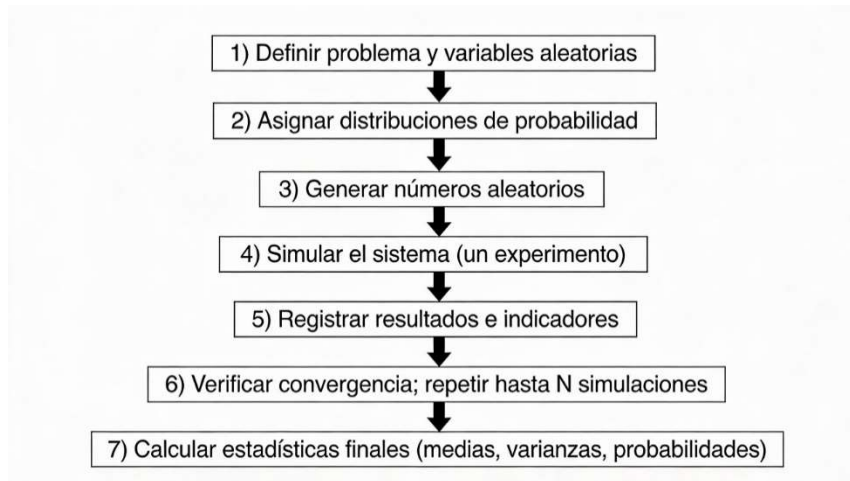 1) Definir problema y variables aleatorias
2) Asignar distribuciones de probabilidad
3) Generar números aleatorios
4) Simular el sistema (un experimento)
5) Registrar resultados e indicadores
6) Verificar convergencia; repetir hasta N simulaciones
7) Calcular estadísticas finales (medias, varianzas, probabilidades)